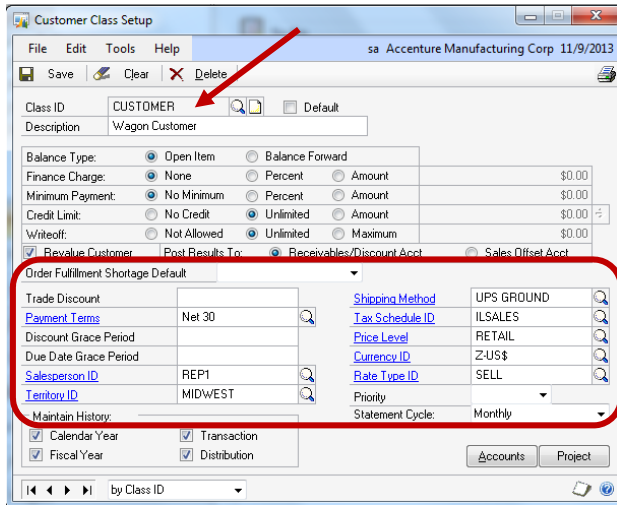 Customer Class Setup
File Edit Tools Help sa Accenture Manufacturing Corp 11/9/2013
Save Clear Delete
Class ID CUSTOMER Default
Description Wagon Customer
Balance Type: Open Item Balance Forward
Finance Charge: None Percent Amount $0.00
Minimum Payment: No Minimum Percent Amount $0.00
Credit Limit: No Credit Unlimited Amount $0.00
Writeoff: Not Allowed Unlimited Maximum $0.00
Revalue Customer Post Results To: Receivables/Discount Acct Sales Offset Acct
Order Fulfillment Shortage Default
Trade Discount Shipping Method UPS GROUND
Payment Terms Net 30 Tax Schedule ID ILSALES
Discount Grace Period Price Level RETAIL
Due Date Grace Period Currency ID Z-US$
Salesperson ID REP1 Rate Type ID SELL
Territory ID MIDWEST Priority
Maintain History: Statement Cycle: Monthly
Calendar Year Transaction
Fiscal Year Distribution Accounts Project
by Class ID